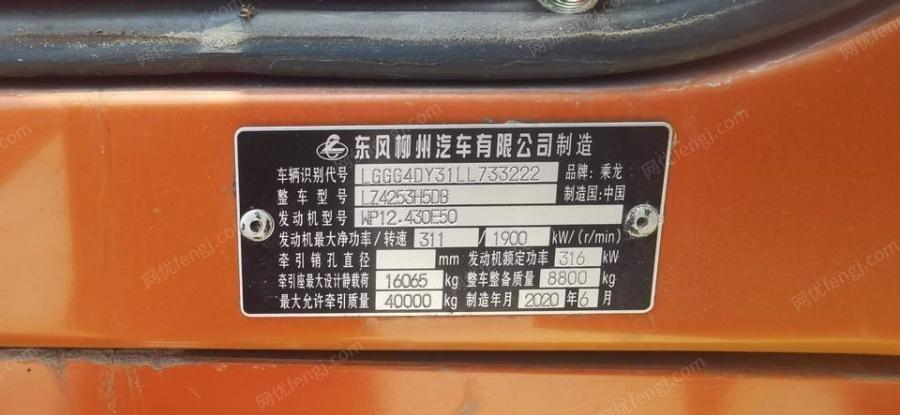 东风柳州汽车有限公司制造
车辆识别代号 LGGG4DY31LL733222 品牌:乘龙
整车型号 LZ4253H5DB 制造国:中国
发动机型号 WP12.430E50
发动机最大净功率/转速 311 / 1900 kW/(r/min)
牵引销孔直径 mm 发动机额定功率 316 kW
牵引座最大设计静载荷 16065 kg 整车整备质量 8800 kg
最大允许牵引质量 40000 kg 制造年月 2020 年 6 月
网优fengj.com